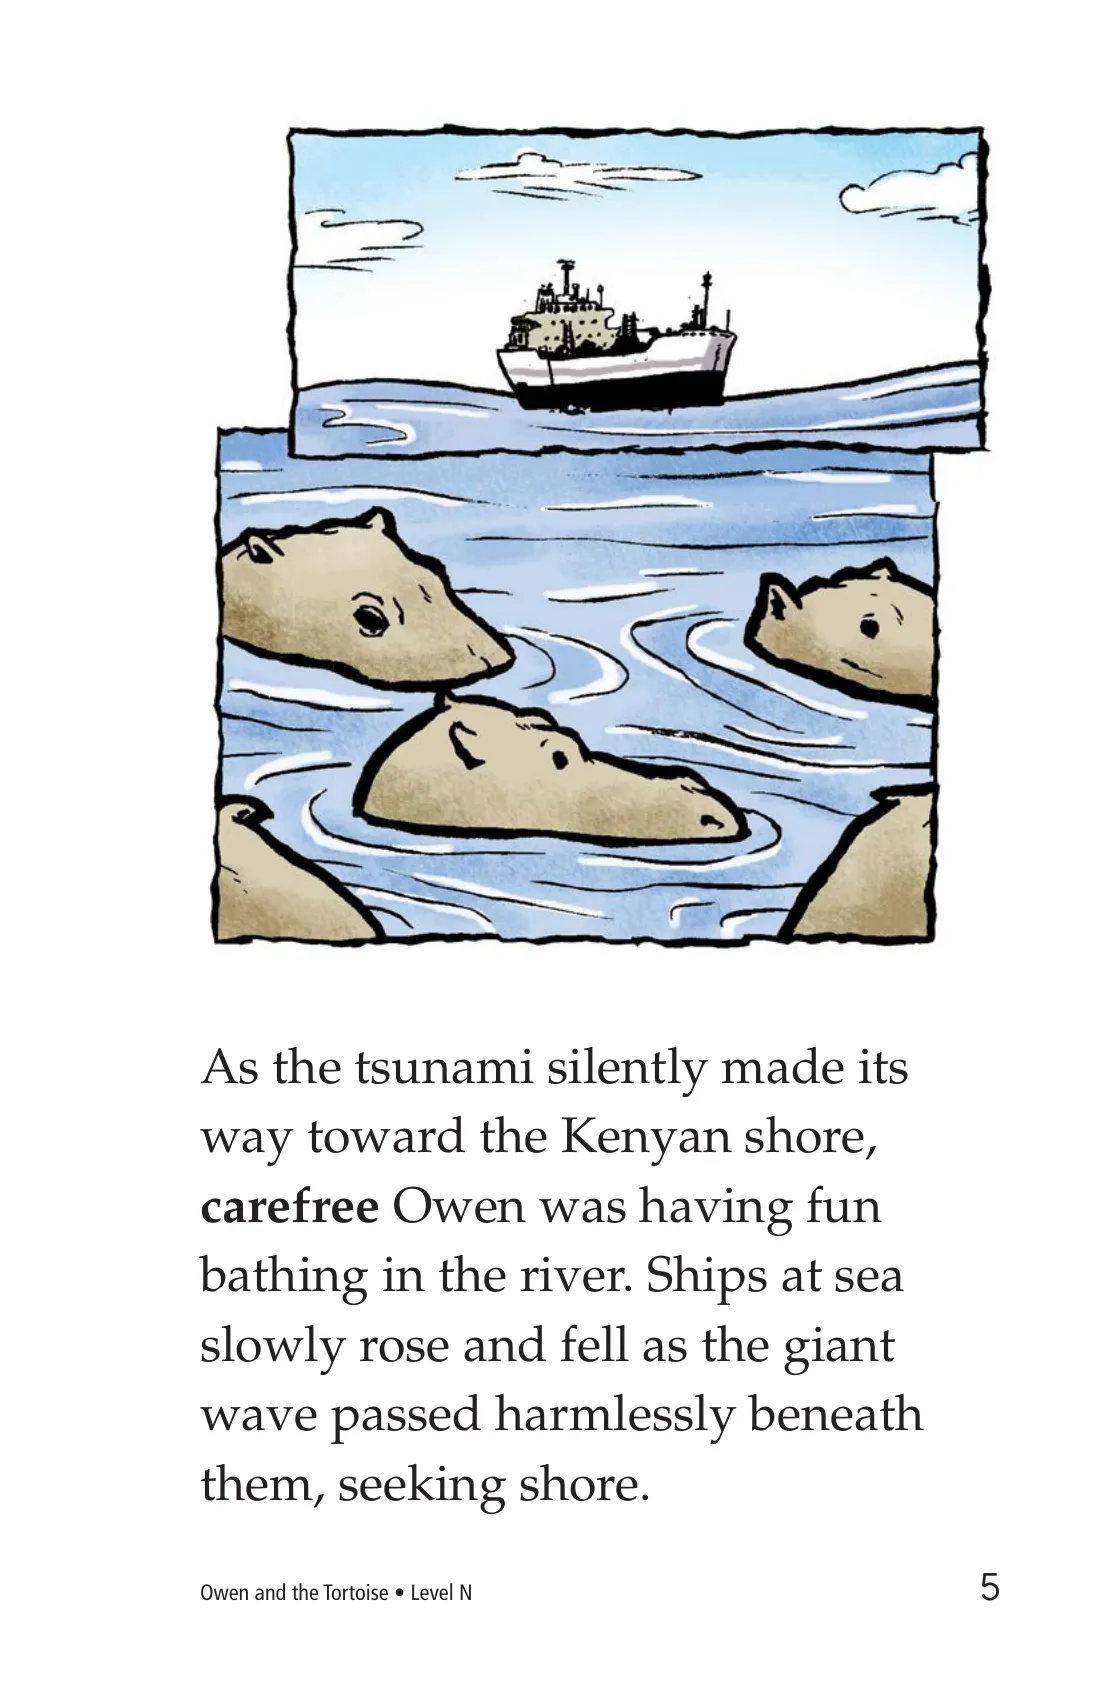 As the tsunami silently made its
way toward the Kenyan shore,
carefree Owen was having fun
bathing in the river. Ships at sea
slowly rose and fell as the giant
wave passed harmlessly beneath
them, seeking shore.
Owen and the Tortoise • Level N
5